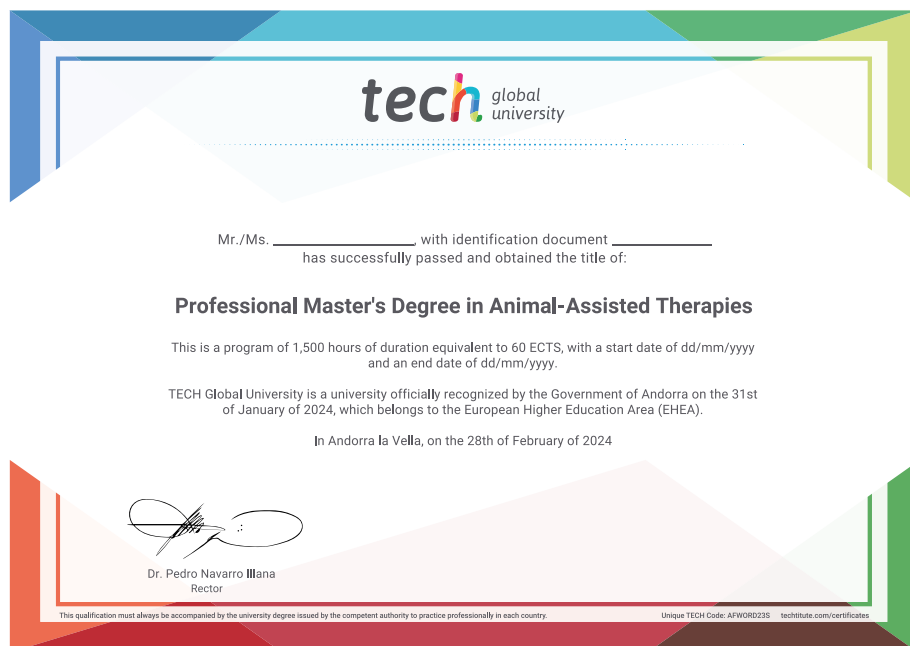 tech global university
Mr./Ms. ________________, with identification document ____________
has successfully passed and obtained the title of:
Professional Master's Degree in Animal-Assisted Therapies
This is a program of 1,500 hours of duration equivalent to 60 ECTS, with a start date of dd/mm/yyyy
and an end date of dd/mm/yyyy.
TECH Global University is a university officially recognized by the Government of Andorra on the 31st
of January of 2024, which belongs to the European Higher Education Area (EHEA).
In Andorra la Vella, on the 28th of February of 2024
Dr. Pedro Navarro Illana
Rector
This qualification must always be accompanied by the university degree issued by the competent authority to practice professionally in each country.
Unique TECH Code: AFWORD23S techtitute.com/certificates